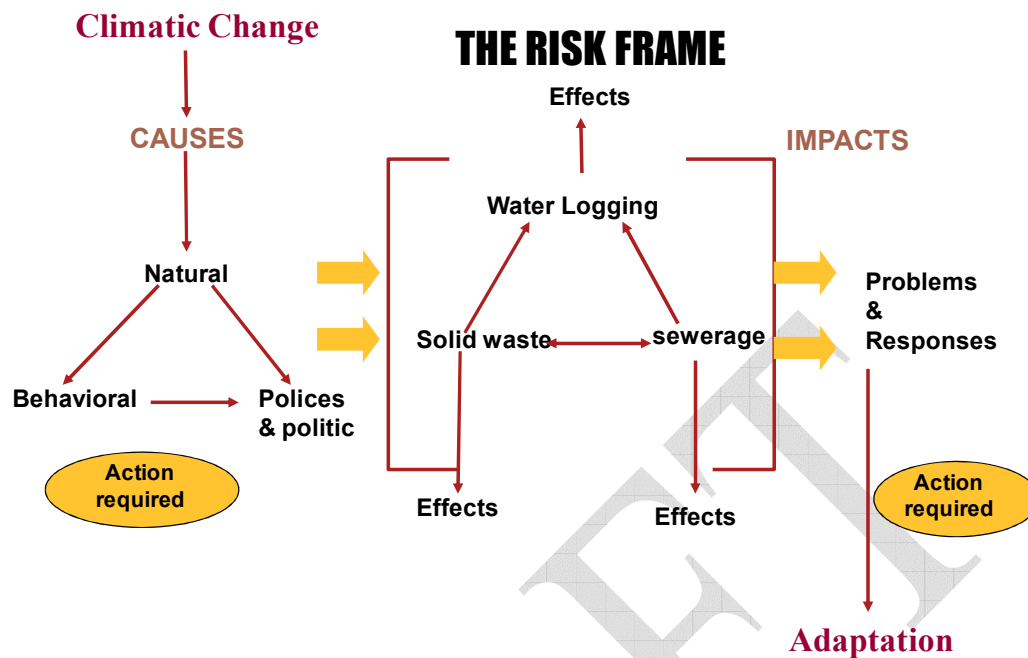 Climatic Change
THE RISK FRAME
Effects
CAUSES
IMPACTS
Water Logging
Natural
Problems
&
Responses
Solid waste
sewerage
Behavioral
Polices
& politic
Action
required
Effects
Effects
Action
required
Adaptation